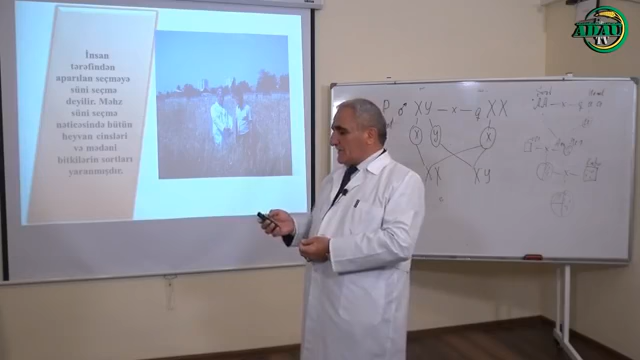 İnsan
tərəfindən
aparılan seçməyə
süni seçmə
deyilir. Məhz
süni seçmə
nəticəsində bütün
heyvan cinsləri
və mədəni
bitkilərin sortları
yaranmışdır.
P ♂ XY – x – q XX
X y X
XX XY
ADAU
TV